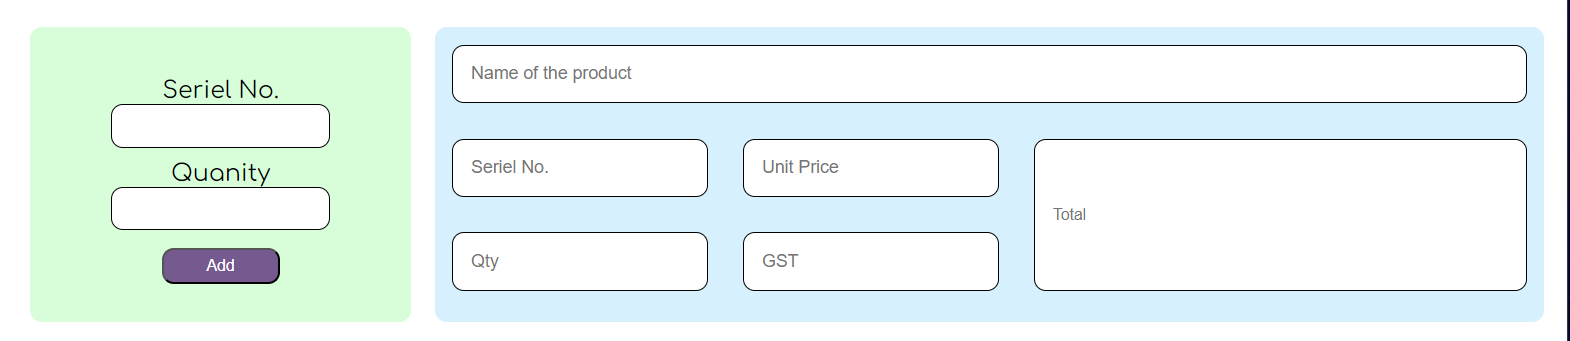 Seriel No.
Quanity
Add
Name of the product
Seriel No.
Unit Price
Total
Qty
GST